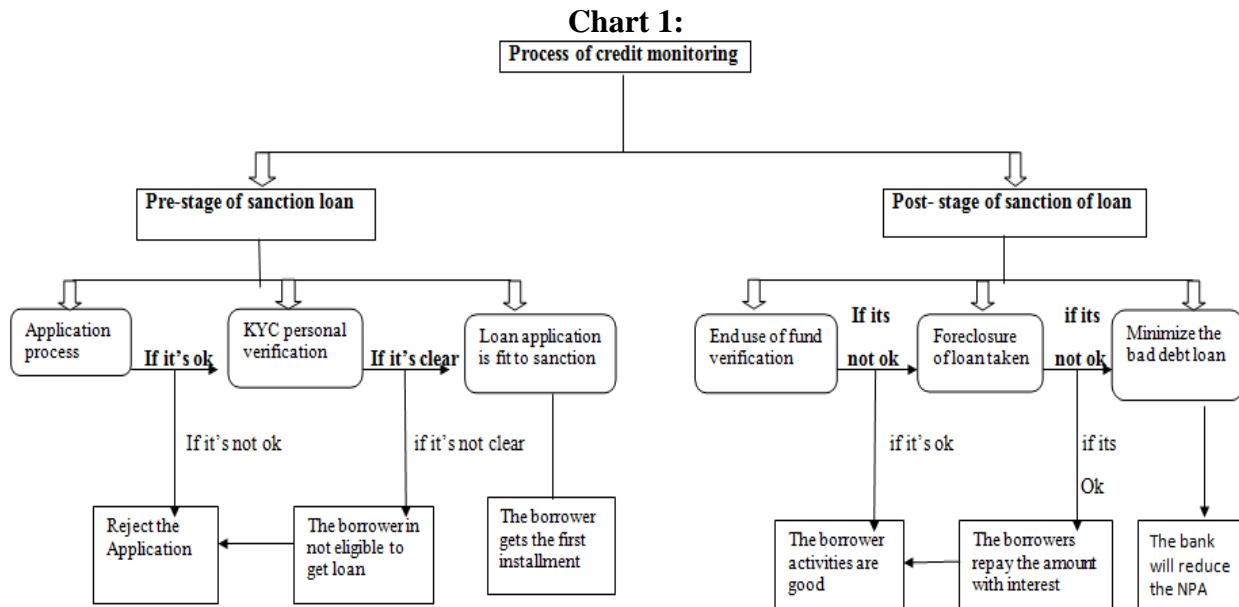 Chart 1:
Process of credit monitoring
Pre-stage of sanction loan
Post- stage of sanction of loan
Application
process
If it's ok
KYC personal
verification
If it's clear
Loan application
is fit to sanction
End use of fund
verification
If its
not ok
Foreclosure
of loan taken
if its
not ok
Minimize the
bad debt loan
If it's not ok
if it's not clear
if it's ok
if its
Ok
Reject the
Application
The borrower in
not eligible to
get loan
The borrower
gets the first
installment
The borrower
activities are
good
The borrowers
repay the amount
with interest
The bank
will reduce
the NPA